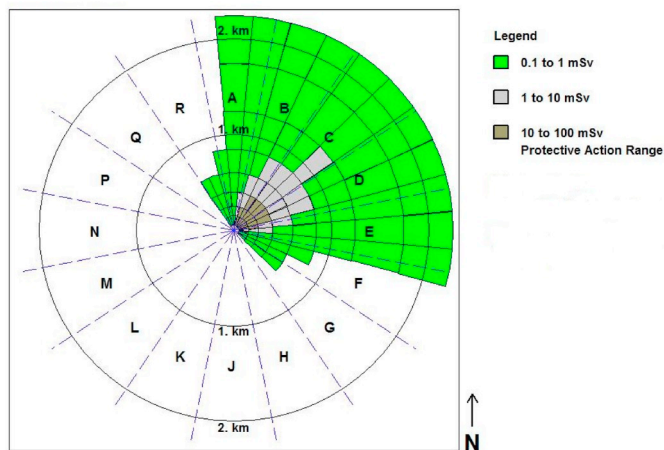 2. km
Legend
0.1 to 1 mSv
1 to 10 mSv
10 to 100 mSv
Protective Action Range
R
A
B
Q
1. km
C
P
D
N
E
M
F
L
G
1. km
K
J
H
2. km
N